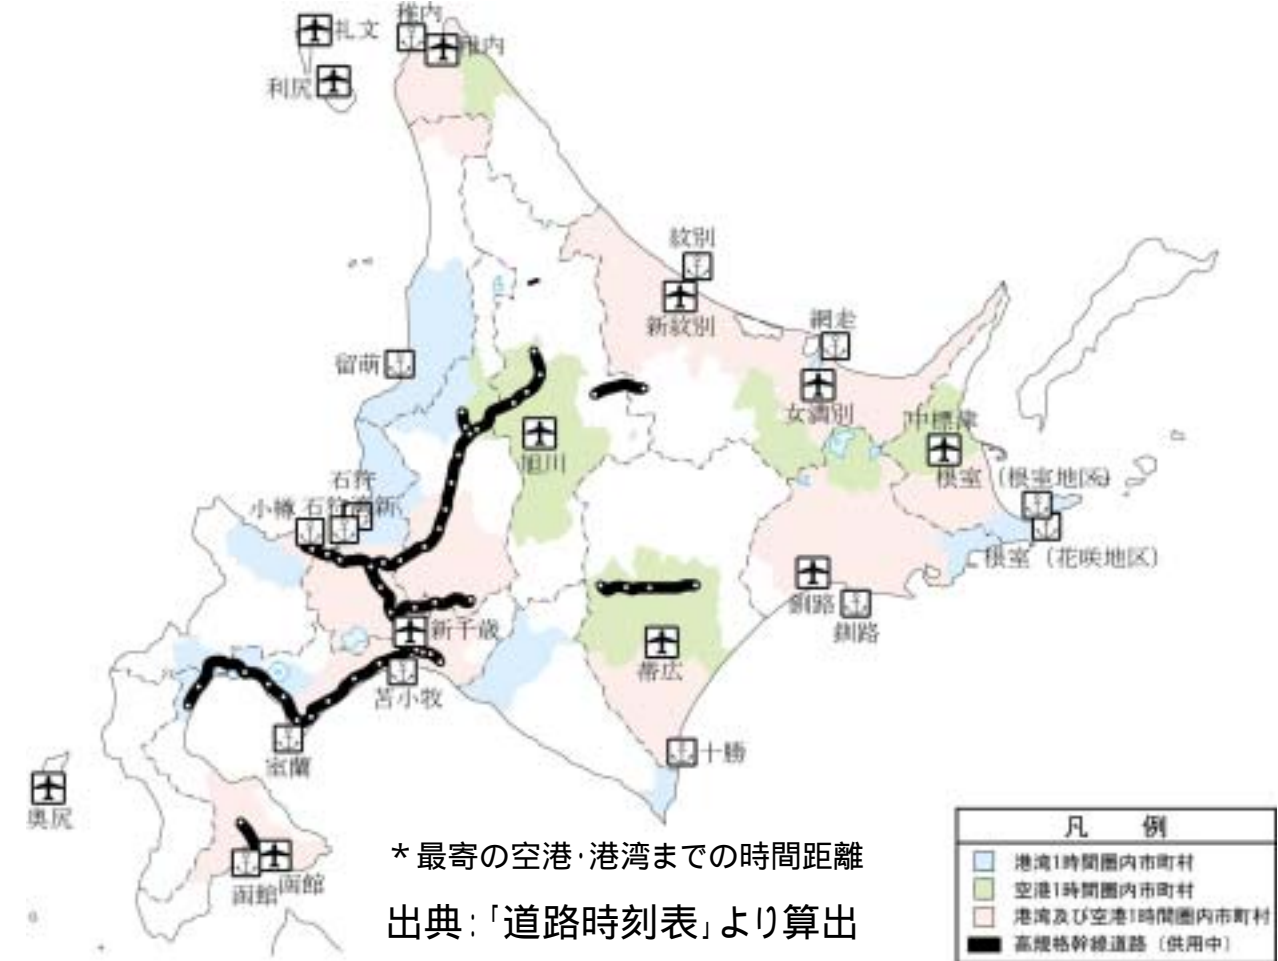 稚内
礼文
稚内
利尻
紋別
新紋別
網走
留萌
女満別
中標津
旭川
根室（根室地区）
石狩
小樽
石狩湾新
根室（花咲地区）
釧路
釧路
新千歳
帯広
苫小牧
十勝
室蘭
奥尻
函館
函館
＊最寄の空港・港湾までの時間距離
出典：「道路時刻表」より算出
凡 例
港湾1時間圏内市町村
空港1時間圏内市町村
港湾及び空港1時間圏内市町村
高規格幹線道路（供用中）